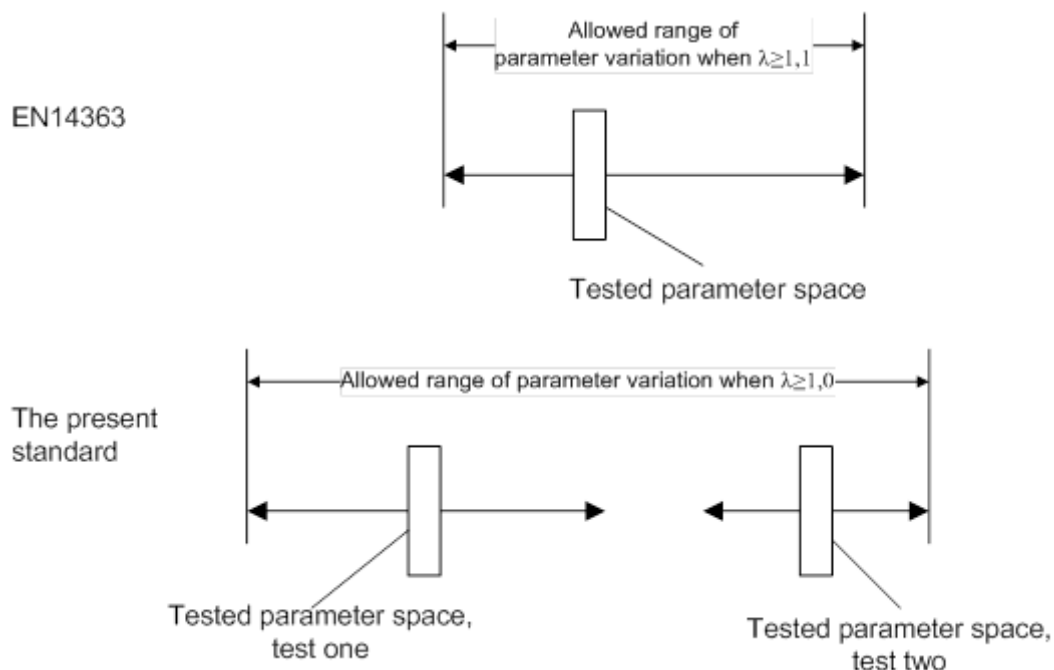 Allowed range of
parameter variation when λ≥1,1
EN14363
Tested parameter space
Allowed range of parameter variation when λ≥1,0
The present
standard
Tested parameter space,
test one
Tested parameter space,
test two